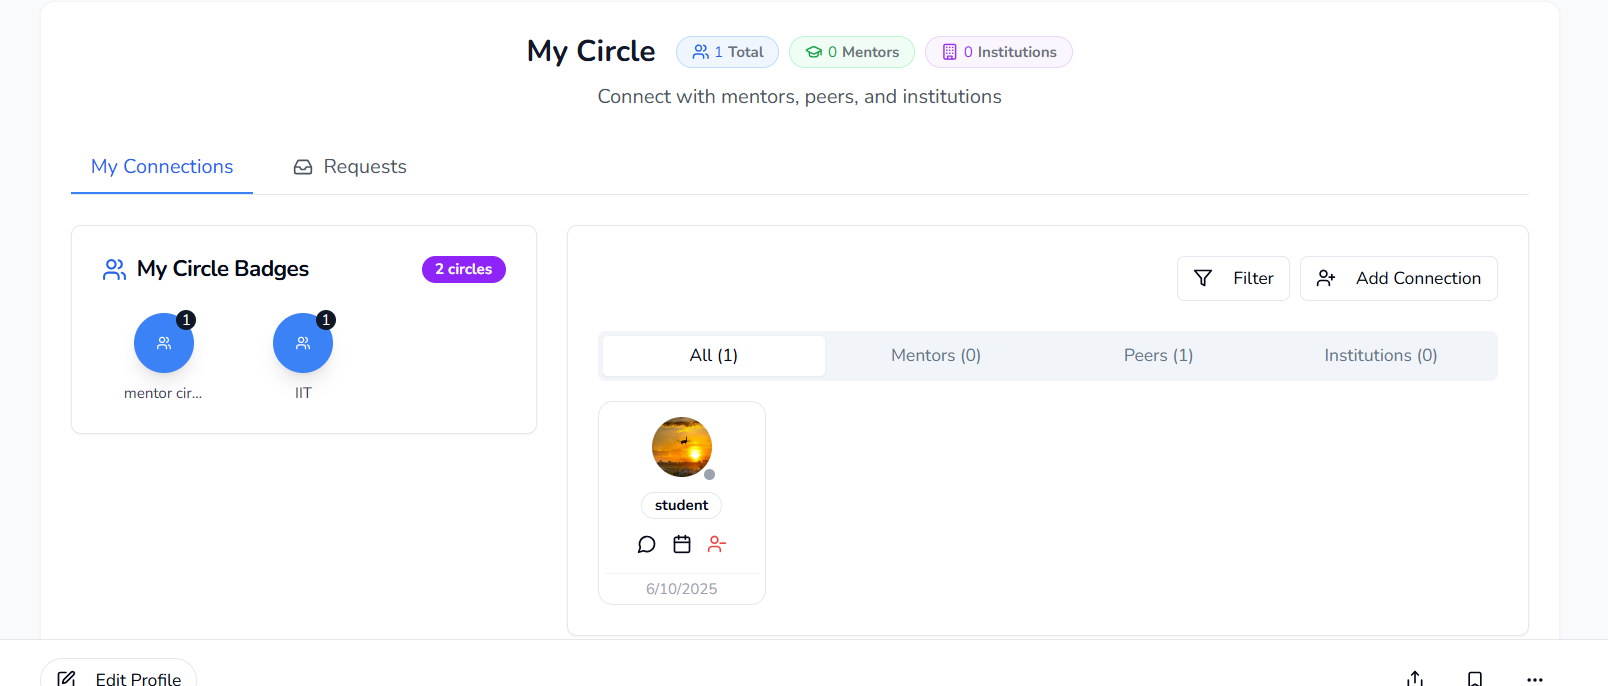 My Circle
1 Total
0 Mentors
0 Institutions
Connect with mentors, peers, and institutions
My Connections
Requests
My Circle Badges
2 circles
1
1
mentor cir...
IIT
Filter
Add Connection
All (1)
Mentors (0)
Peers (1)
Institutions (0)
student
6/10/2025
Edit Profile